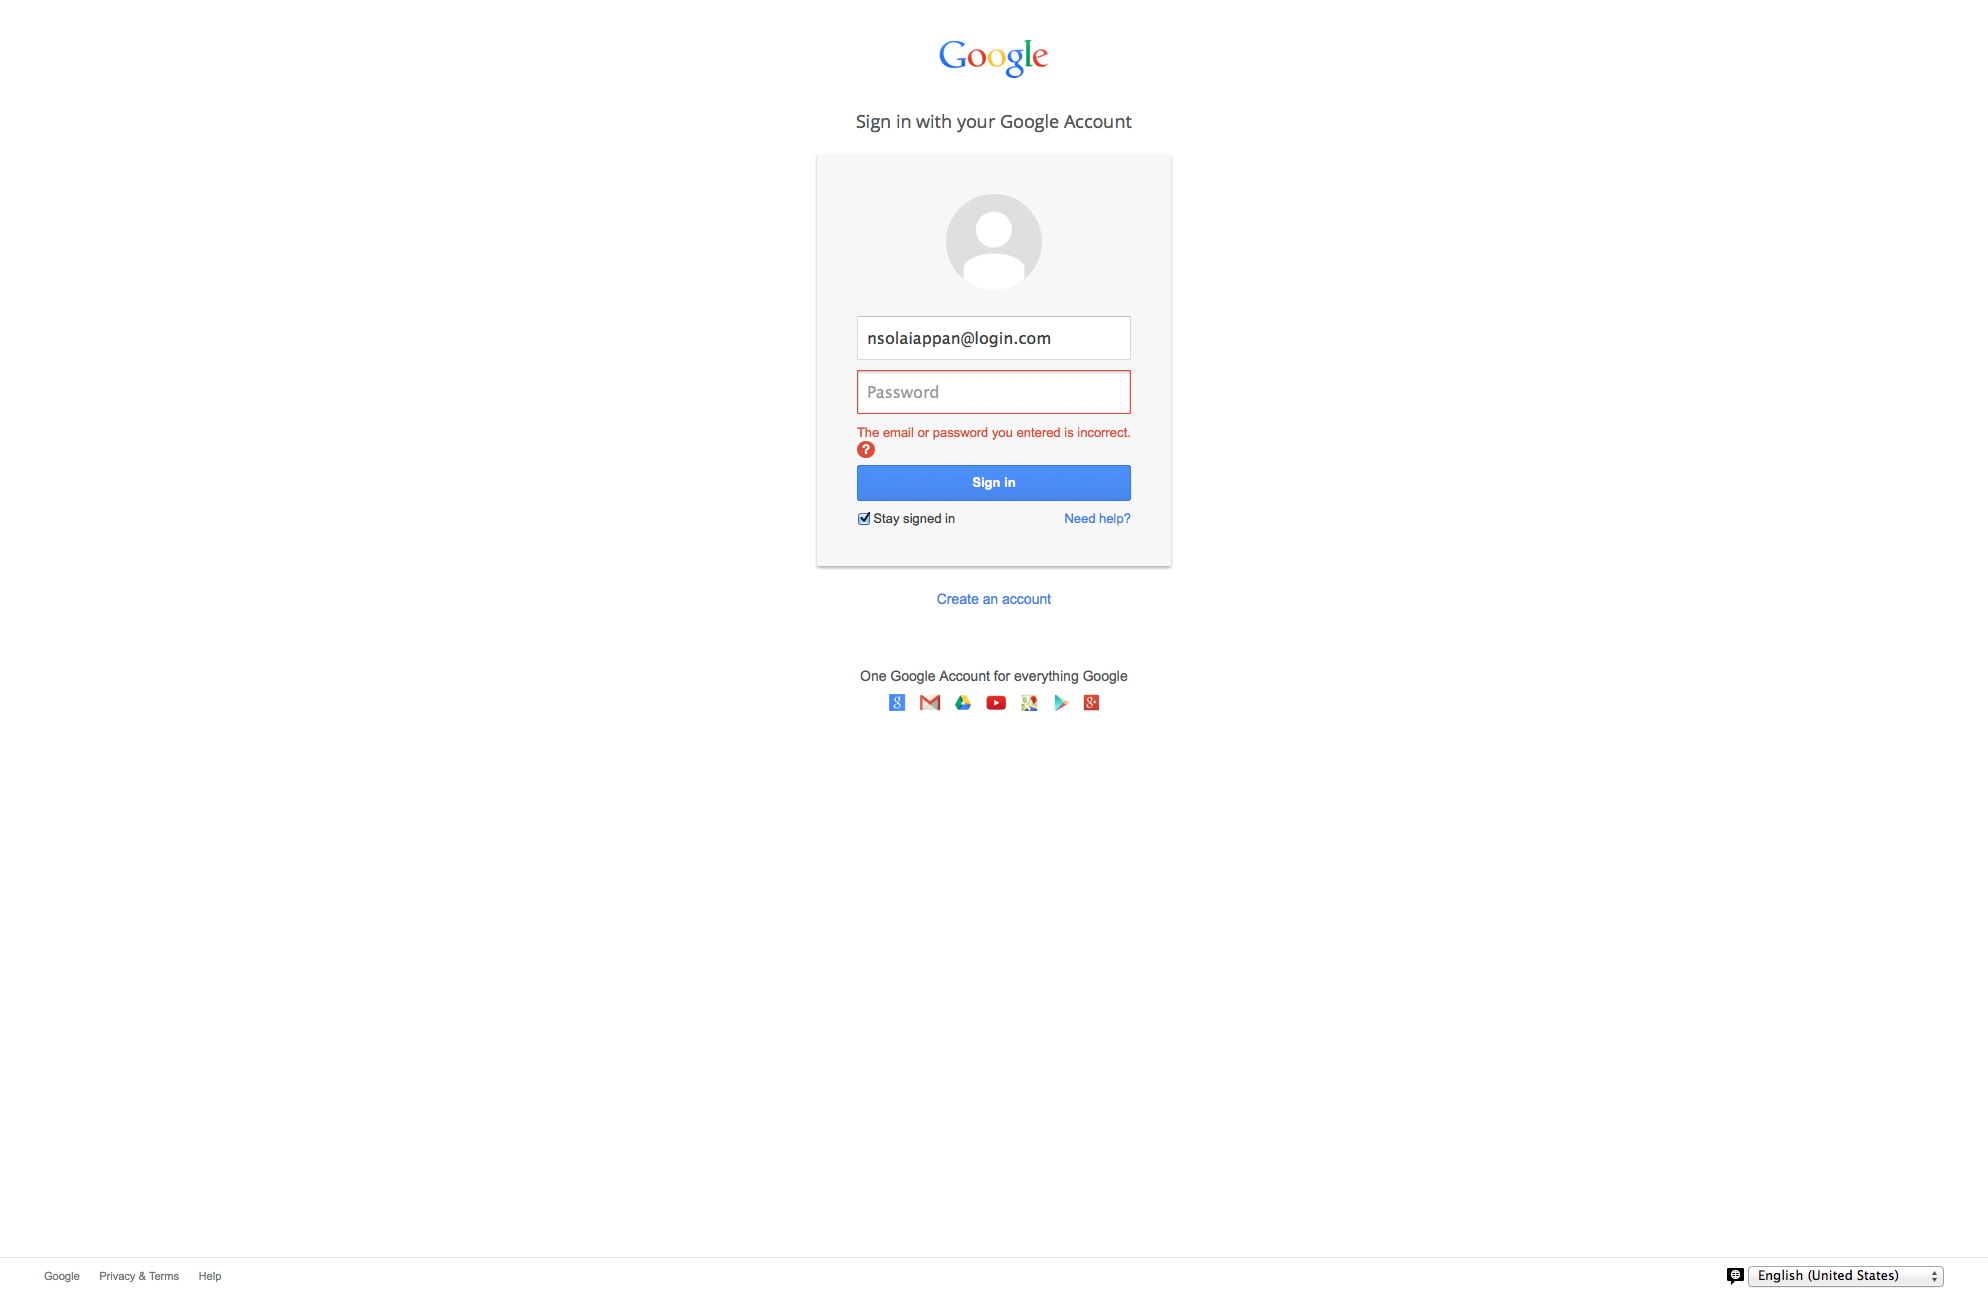 Google
Sign in with your Google Account
nsolaiappan@login.com
Password
The email or password you entered is incorrect.
?
Sign in
Stay signed in
Need help?
Create an account
One Google Account for everything Google
g
g+
Google
Privacy & Terms
Help
English (United States)